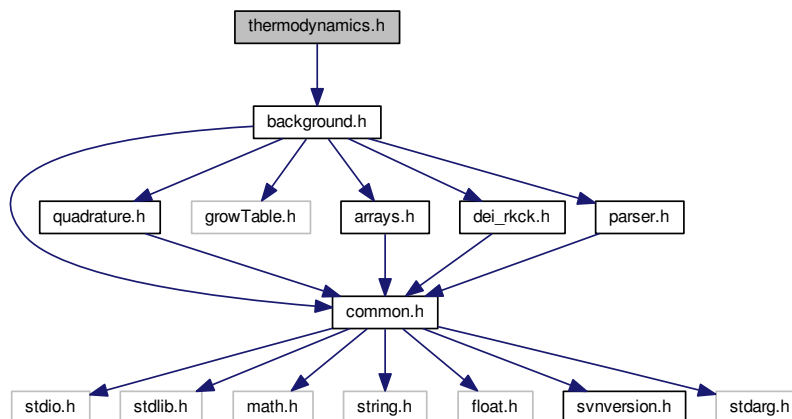 thermodynamics.h
background.h
quadrature.h
growTable.h
arrays.h
dei_rkck.h
parser.h
common.h
stdio.h
stdlib.h
math.h
string.h
float.h
svnversion.h
stdarg.h